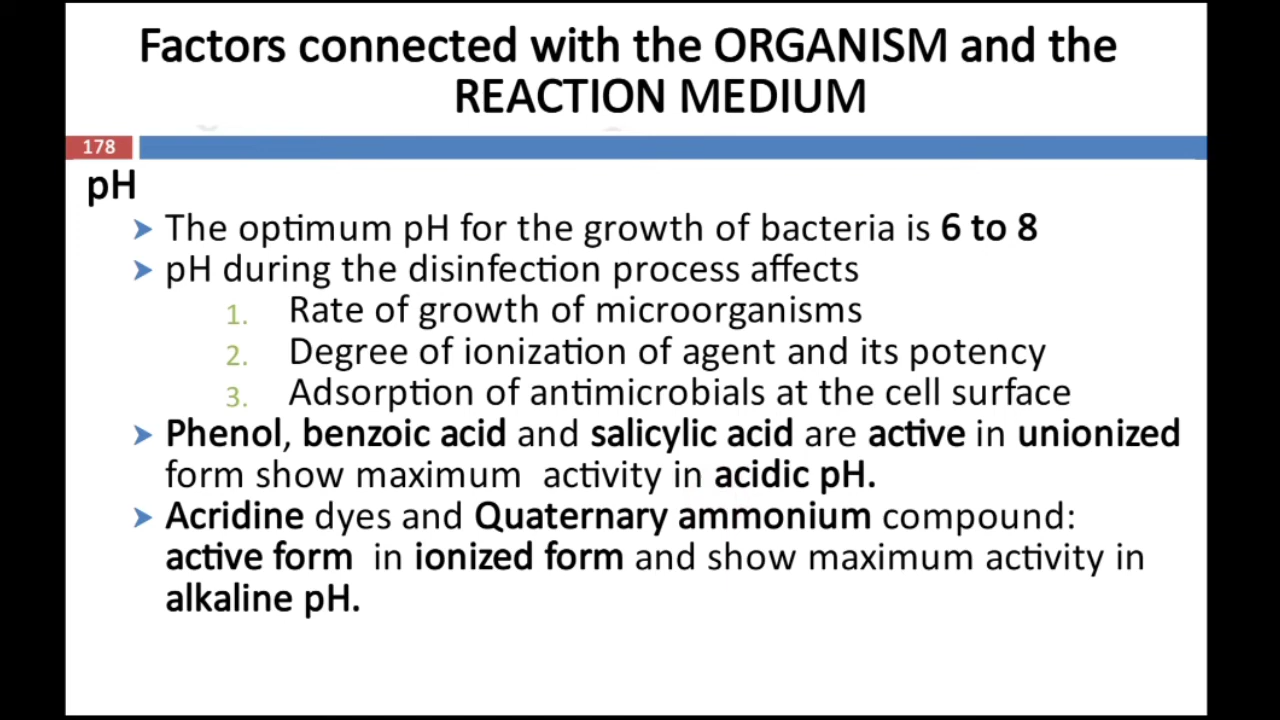 Factors connected with the ORGANISM and the
REACTION MEDIUM
178
pH
➤ The optimum pH for the growth of bacteria is 6 to 8
➤ pH during the disinfection process affects
1. Rate of growth of microorganisms
2. Degree of ionization of agent and its potency
3. Adsorption of antimicrobials at the cell surface
➤ Phenol, benzoic acid and salicylic acid are active in unionized
form show maximum activity in acidic pH.
➤ Acridine dyes and Quaternary ammonium compound:
active form in ionized form and show maximum activity in
alkaline pH.